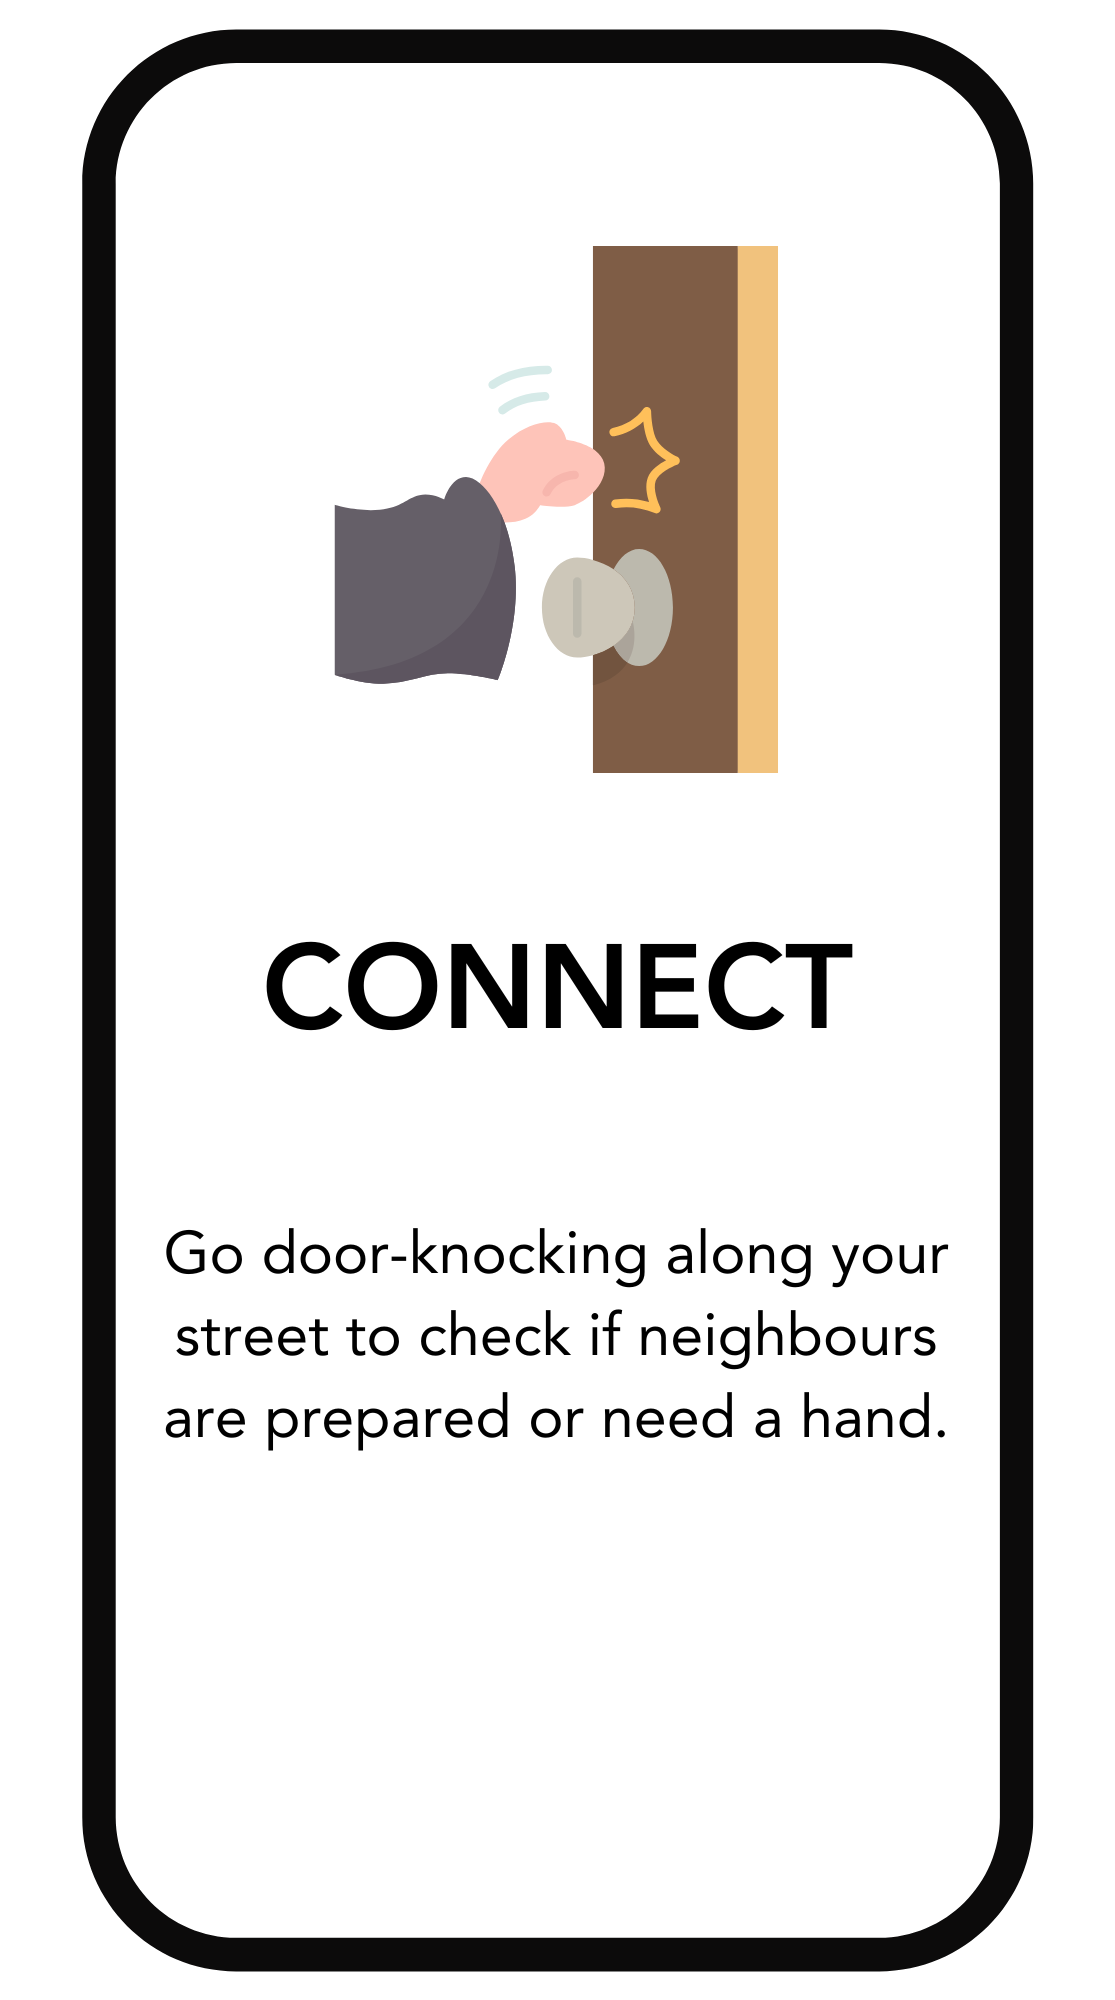 CONNECT
Go door-knocking along your
street to check if neighbours
are prepared or need a hand.